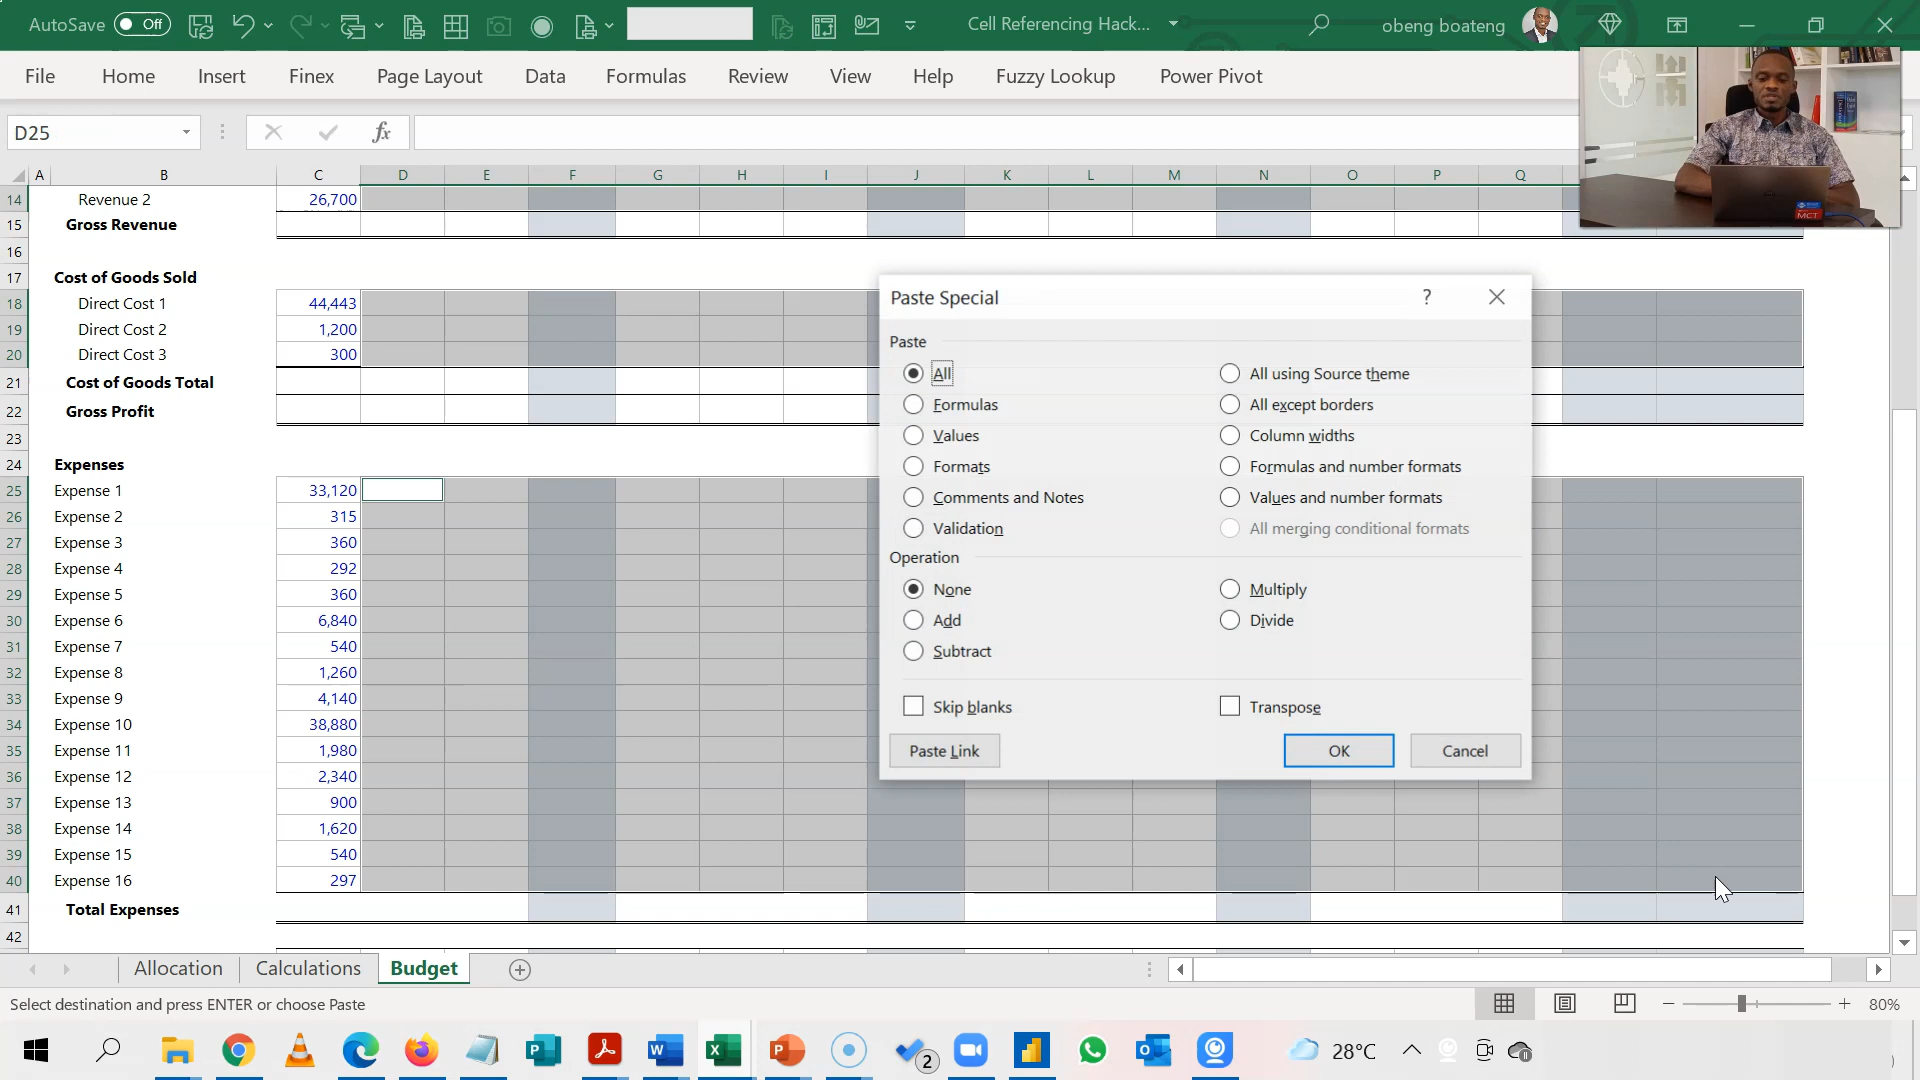 AutoSave Off Cell Referencing Hack... obeng boateng
File Home Insert Finex Page Layout Data Formulas Review View Help Fuzzy Lookup Power Pivot
D25 fx
A B C D E F G H I J K L M N O P Q
14 Revenue 2 26,700
15 Gross Revenue
16
17 Cost of Goods Sold
18 Direct Cost 1 44,443
19 Direct Cost 2 1,200
20 Direct Cost 3 300
21 Cost of Goods Total
22 Gross Profit
23
24 Expenses
25 Expense 1 33,120
26 Expense 2 315
27 Expense 3 360
28 Expense 4 292
29 Expense 5 360
30 Expense 6 6,840
31 Expense 7 540
32 Expense 8 1,260
33 Expense 9 4,140
34 Expense 10 38,880
35 Expense 11 1,980
36 Expense 12 2,340
37 Expense 13 900
38 Expense 14 1,620
39 Expense 15 540
40 Expense 16 297
41 Total Expenses
42
Paste Special ?
Paste
All All using Source theme
Formulas All except borders
Values Column widths
Formats Formulas and number formats
Comments and Notes Values and number formats
Validation All merging conditional formats
Operation
None Multiply
Add Divide
Subtract
Skip blanks Transpose
Paste Link OK Cancel
MCT
Allocation Calculations Budget
Select destination and press ENTER or choose Paste 80%
2 28°C